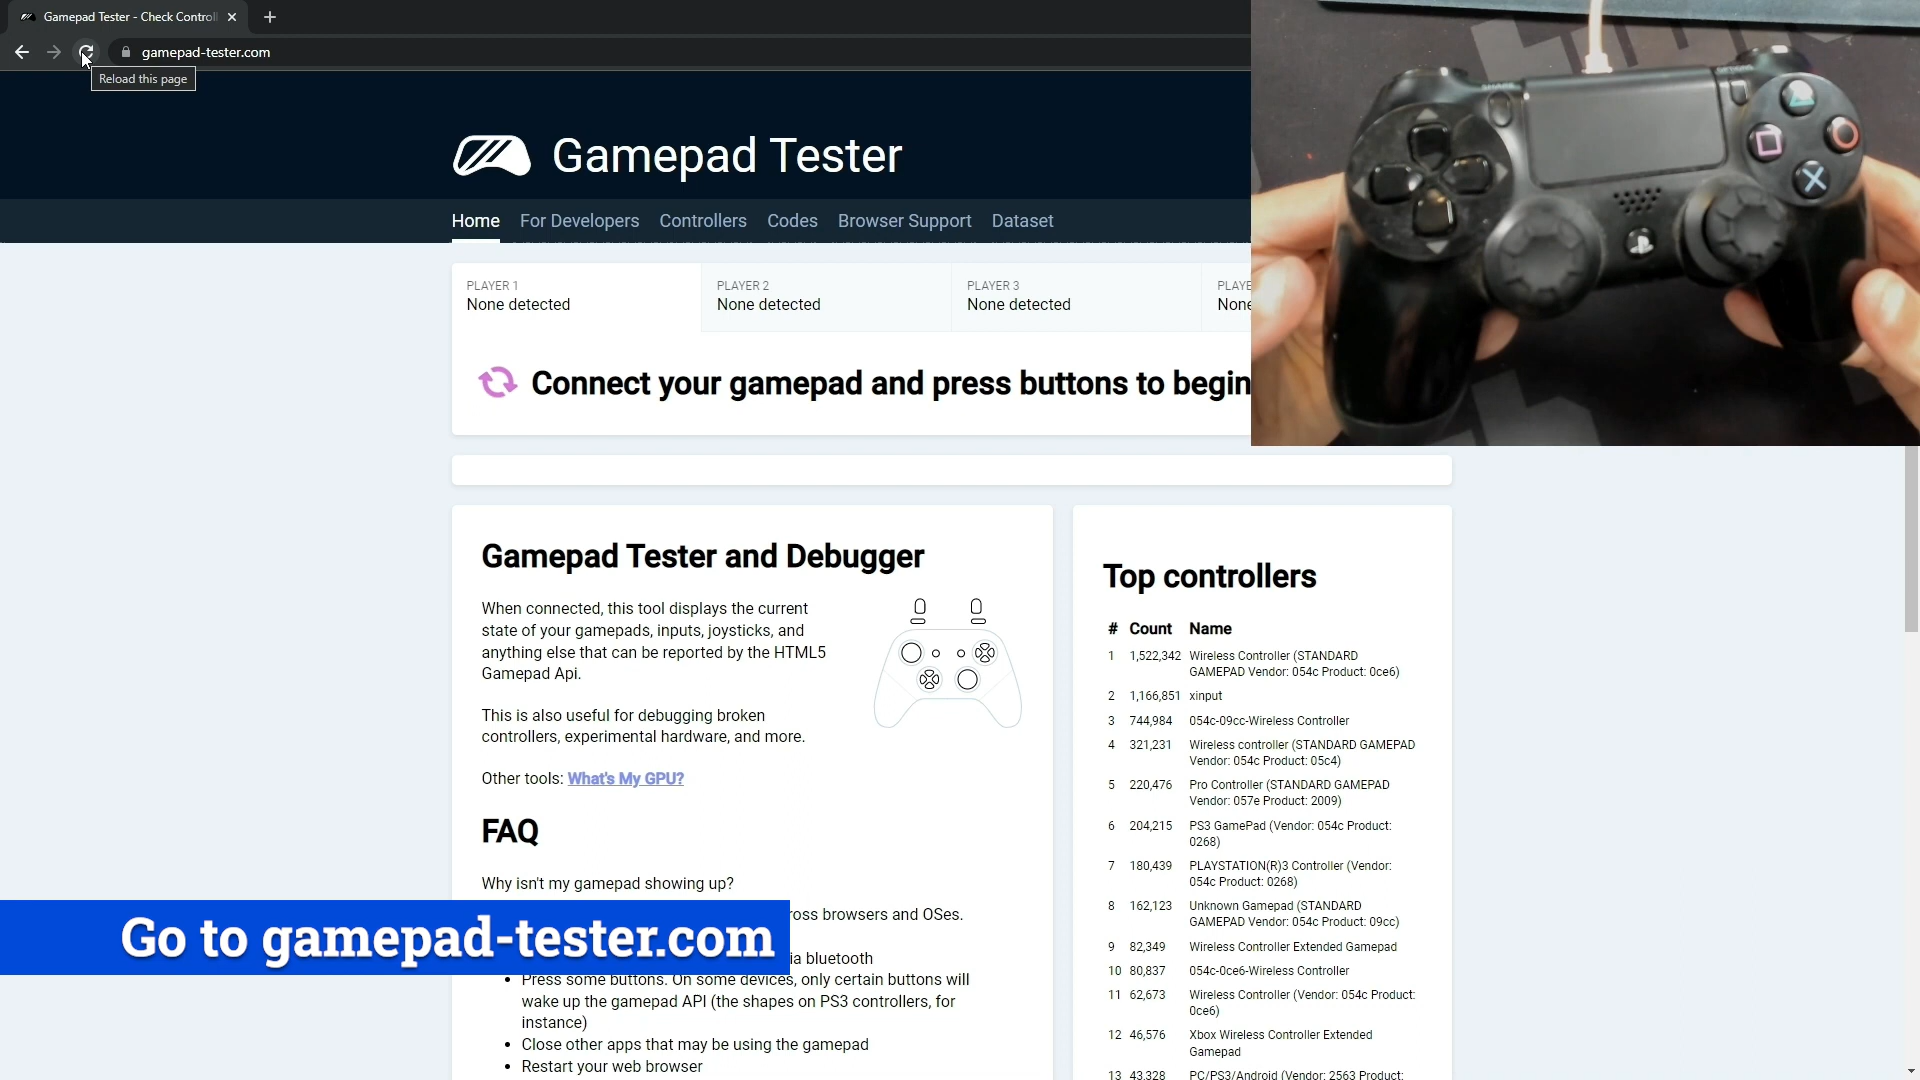 Gamepad Tester - Check Control
gamepad-tester.com
Reload this page
Gamepad Tester
Home For Developers Controllers Codes Browser Support Dataset
PLAYER 1 PLAYER 2 PLAYER 3 PLAYE
None detected None detected None detected None
Connect your gamepad and press buttons to begin
SHARE
Gamepad Tester and Debugger
When connected, this tool displays the current
state of your gamepads, inputs, joysticks, and
anything else that can be reported by the HTML5
Gamepad Api.
This is also useful for debugging broken
controllers, experimental hardware, and more.
Other tools: What's My GPU?
FAQ
Why isn't my gamepad showing up?
ross browsers and OSes.
ia bluetooth
• Press some buttons. On some devices, only certain buttons will
wake up the gamepad API (the shapes on PS3 controllers, for
instance)
• Close other apps that may be using the gamepad
• Restart your web browser
Top controllers
# Count Name
1 1,522,342 Wireless Controller (STANDARD
GAMEPAD Vendor: 054c Product: 0ce6)
2 1,166,851 xinput
3 744,984 054c-09cc-Wireless Controller
4 321,231 Wireless controller (STANDARD GAMEPAD
Vendor: 054c Product: 05c4)
5 220,476 Pro Controller (STANDARD GAMEPAD
Vendor: 057e Product: 2009)
6 204,215 PS3 GamePad (Vendor: 054c Product:
0268)
7 180,439 PLAYSTATION(R)3 Controller (Vendor:
054c Product: 0268)
8 162,123 Unknown Gamepad (STANDARD
GAMEPAD Vendor: 054c Product: 09cc)
9 82,349 Wireless Controller Extended Gamepad
10 80,837 054c-0ce6-Wireless Controller
11 62,673 Wireless Controller (Vendor: 054c Product:
0ce6)
12 46,576 Xbox Wireless Controller Extended
Gamepad
13 43,328 PC/PS3/Android (Vendor: 2563 Product:
Go to gamepad-tester.com